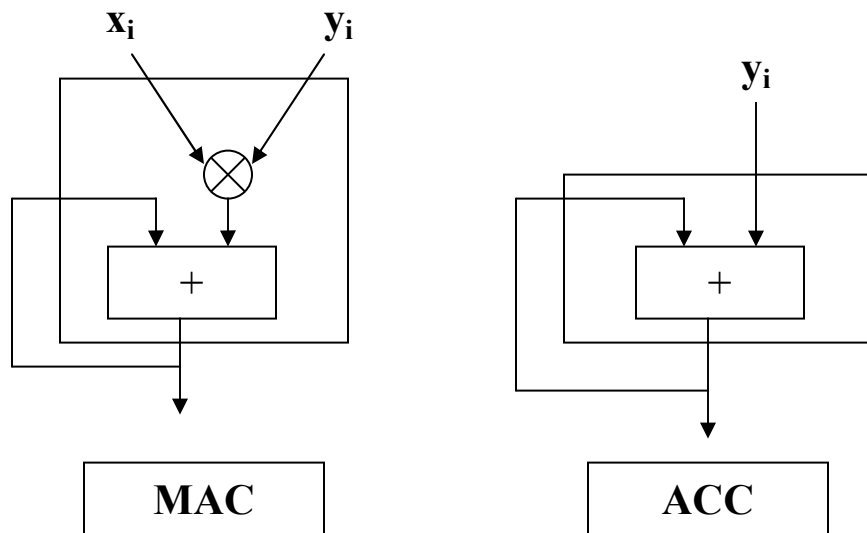 xᵢ yᵢ
yᵢ
+ +
MAC ACC